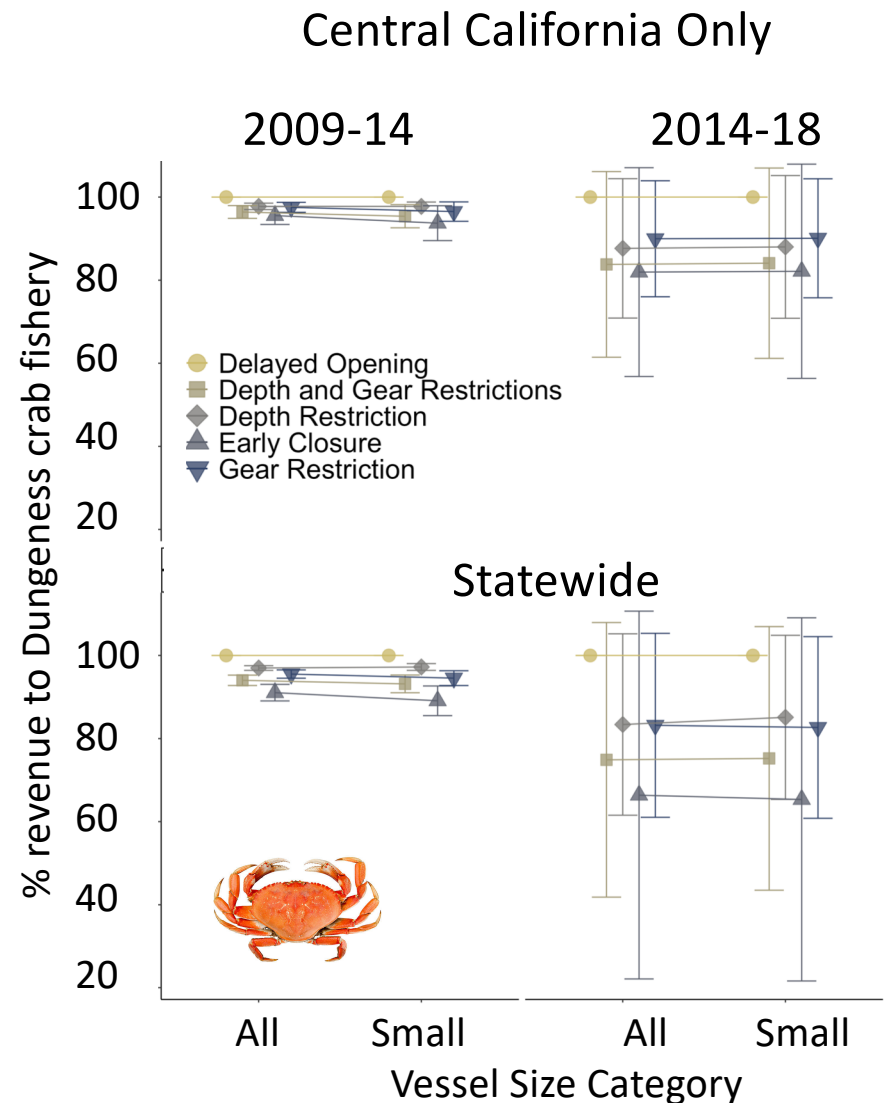 Central California Only
2009-14
2014-18
100
80
60
40
20
Delayed Opening
Depth and Gear Restrictions
Depth Restriction
Early Closure
Gear Restriction
% revenue to Dungeness crab fishery
Statewide
100
80
60
40
20
All
Small
All
Small
Vessel Size Category